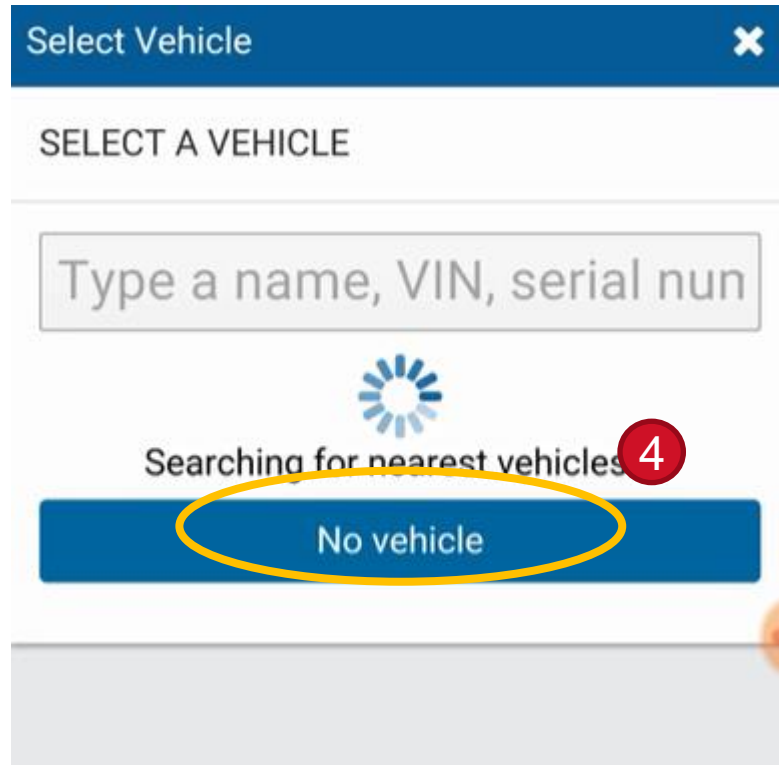 Select Vehicle
SELECT A VEHICLE
Type a name, VIN, serial nun
Searching for nearest vehicles
4
No vehicle